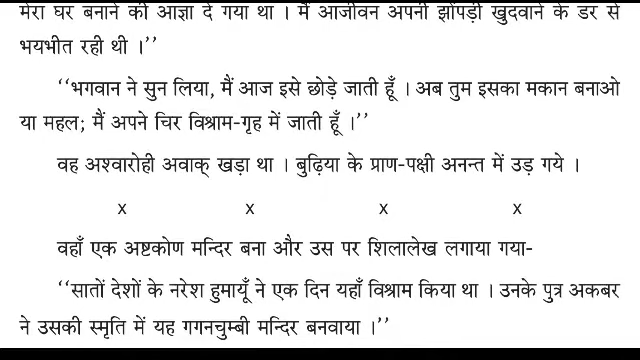 मेरा घर बनाने की आज्ञा दे गया था । मैं आजीवन अपनी झोंपड़ी खुदवाने के डर से
भयभीत रही थी ।’’
‘‘भगवान ने सुन लिया, मैं आज इसे छोड़े जाती हूँ । अब तुम इसका मकान बनाओ
या महल; मैं अपने चिर विश्राम-गृह में जाती हूँ ।’’
वह अश्वारोही अवाक् खड़ा था । बुढ़िया के प्राण-पक्षी अनन्त में उड़ गये ।
x x x x
वहाँ एक अष्टकोण मन्दिर बना और उस पर शिलालेख लगाया गया-
‘‘सातों देशों के नरेश हुमायूँ ने एक दिन यहाँ विश्राम किया था । उनके पुत्र अकबर
ने उसकी स्मृति में यह गगनचुम्बी मन्दिर बनवाया ।’’